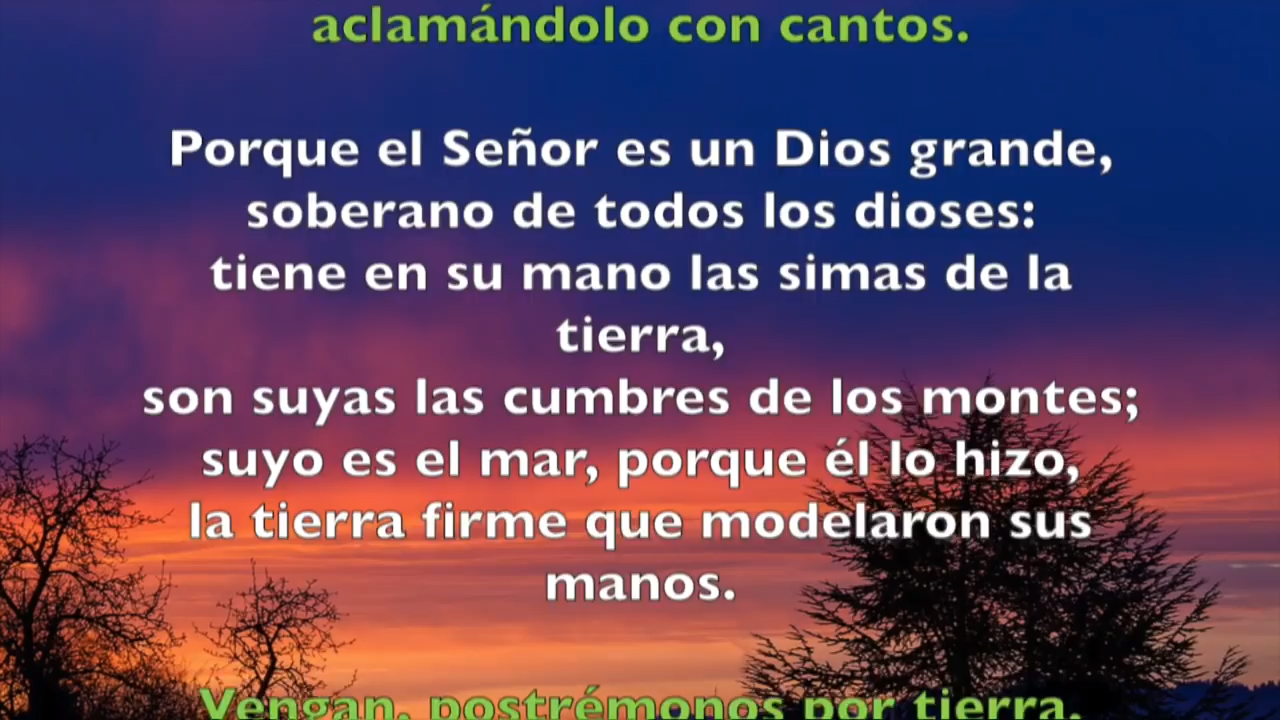 aclamándolo con cantos.
Porque el Señor es un Dios grande,
soberano de todos los dioses:
tiene en su mano las simas de la
tierra,
son suyas las cumbres de los montes;
suyo es el mar, porque él lo hizo,
la tierra firme que modelaron sus
manos.
Vengan, postrémonos por tierra,